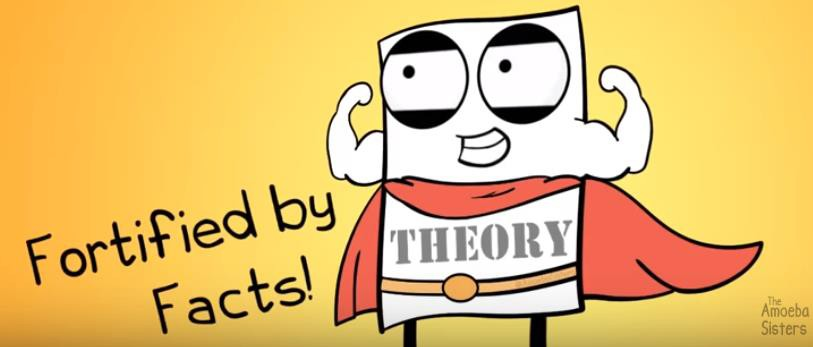 Fortified by
Facts!
THEORY
The
Amoeba
Sisters